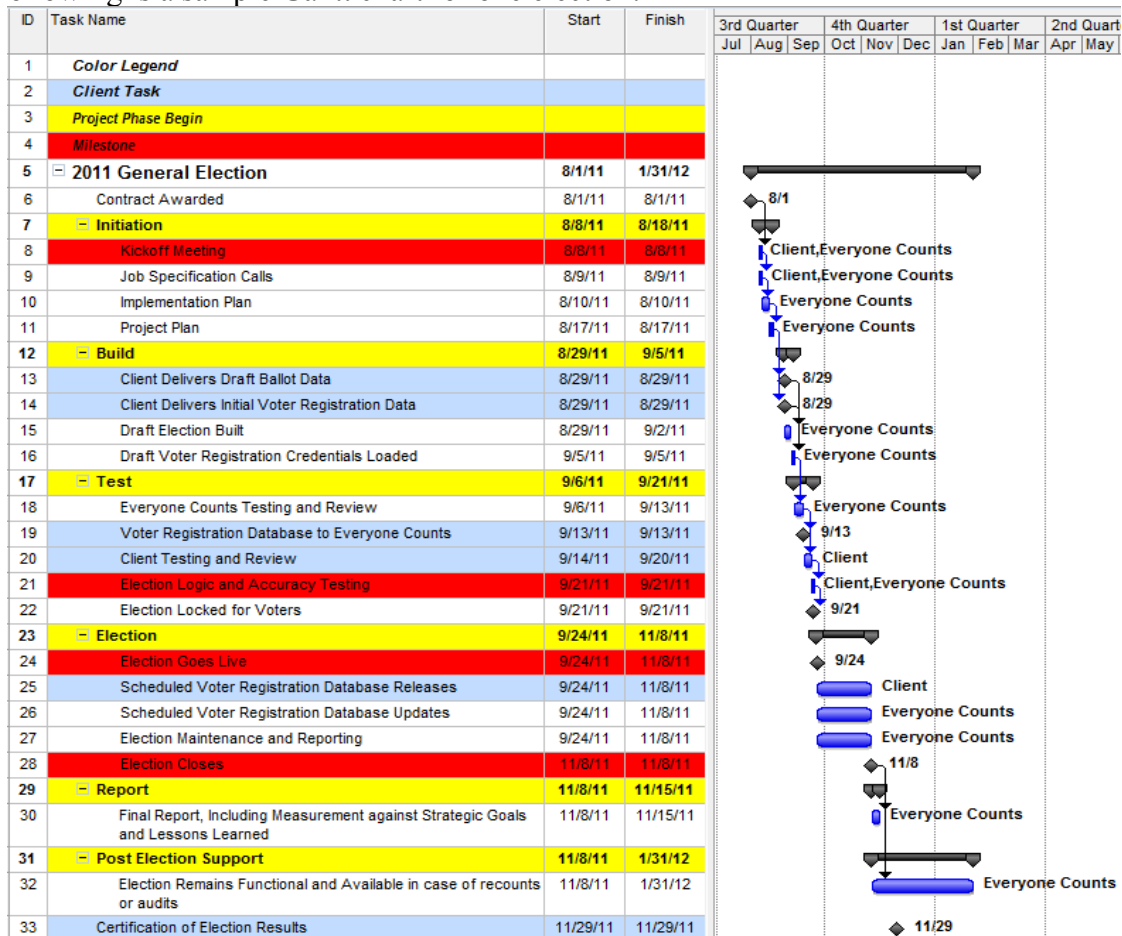 ID Task Name Start Finish 3rd Quarter 4th Quarter 1st Quarter 2nd Quart
Jul Aug Sep Oct Nov Dec Jan Feb Mar Apr May
1 Color Legend
2 Client Task
3 Project Phase Begin
4 Milestone
5 2011 General Election 8/1/11 1/31/12
6 Contract Awarded 8/1/11 8/1/11 8/1
7 Initiation 8/8/11 8/18/11
8 Kickoff Meeting 8/8/11 8/8/11 Client,Everyone Counts
9 Job Specification Calls 8/9/11 8/9/11 Client,Everyone Counts
10 Implementation Plan 8/10/11 8/10/11 Everyone Counts
11 Project Plan 8/17/11 8/17/11 Everyone Counts
12 Build 8/29/11 9/5/11
13 Client Delivers Draft Ballot Data 8/29/11 8/29/11 8/29
14 Client Delivers Initial Voter Registration Data 8/29/11 8/29/11 8/29
15 Draft Election Built 8/29/11 9/2/11 Everyone Counts
16 Draft Voter Registration Credentials Loaded 9/5/11 9/5/11 Everyone Counts
17 Test 9/6/11 9/21/11
18 Everyone Counts Testing and Review 9/6/11 9/13/11 Everyone Counts
19 Voter Registration Database to Everyone Counts 9/13/11 9/13/11 9/13
20 Client Testing and Review 9/14/11 9/20/11 Client
21 Election Logic and Accuracy Testing 9/21/11 9/21/11 Client,Everyone Counts
22 Election Locked for Voters 9/21/11 9/21/11 9/21
23 Election 9/24/11 11/8/11
24 Election Goes Live 9/24/11 11/8/11 9/24
25 Scheduled Voter Registration Database Releases 9/24/11 11/8/11 Client
26 Scheduled Voter Registration Database Updates 9/24/11 11/8/11 Everyone Counts
27 Election Maintenance and Reporting 9/24/11 11/8/11 Everyone Counts
28 Election Closes 11/8/11 11/8/11 11/8
29 Report 11/8/11 11/15/11
30 Final Report, Including Measurement against Strategic Goals 11/8/11 11/15/11 Everyone Counts
and Lessons Learned
31 Post Election Support 11/8/11 1/31/12
32 Election Remains Functional and Available in case of recounts 11/8/11 1/31/12 Everyone Counts
or audits
33 Certification of Election Results 11/29/11 11/29/11 11/29